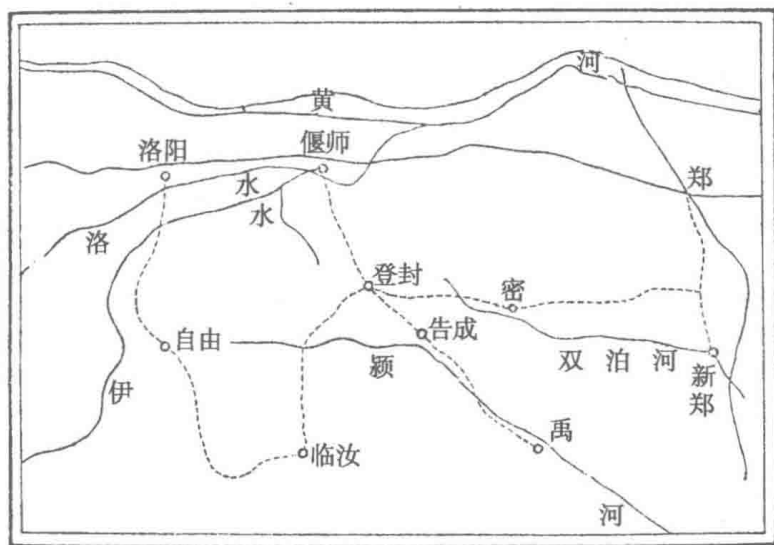 黄河
洛阳
偃师
郑
洛水
水
登封
密
告成
自由
颍河
双泊河
新郑
伊
禹
临汝